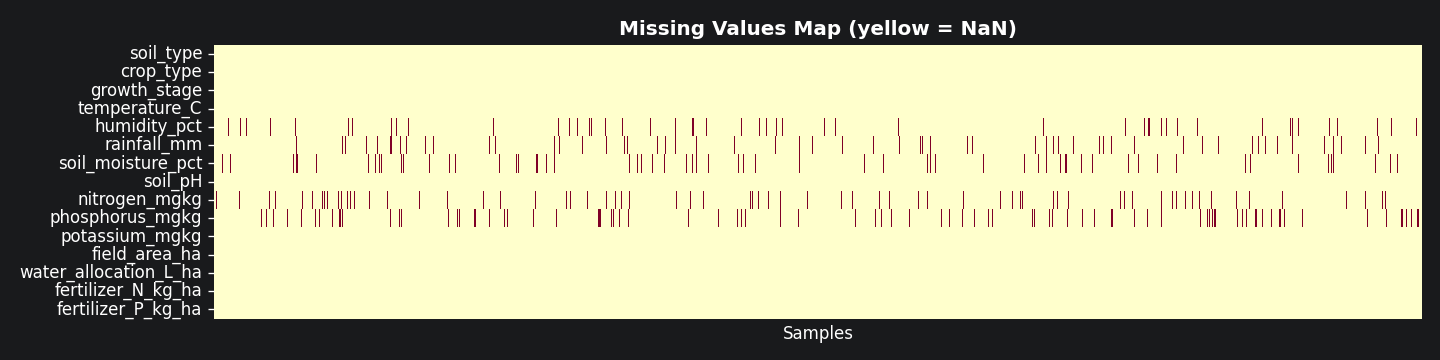 Missing Values Map (yellow = NaN)
soil_type
crop_type
growth_stage
temperature_C
humidity_pct
rainfall_mm
soil_moisture_pct
soil_pH
nitrogen_mgkg
phosphorus_mgkg
potassium_mgkg
field_area_ha
water_allocation_L_ha
fertilizer_N_kg_ha
fertilizer_P_kg_ha
Samples